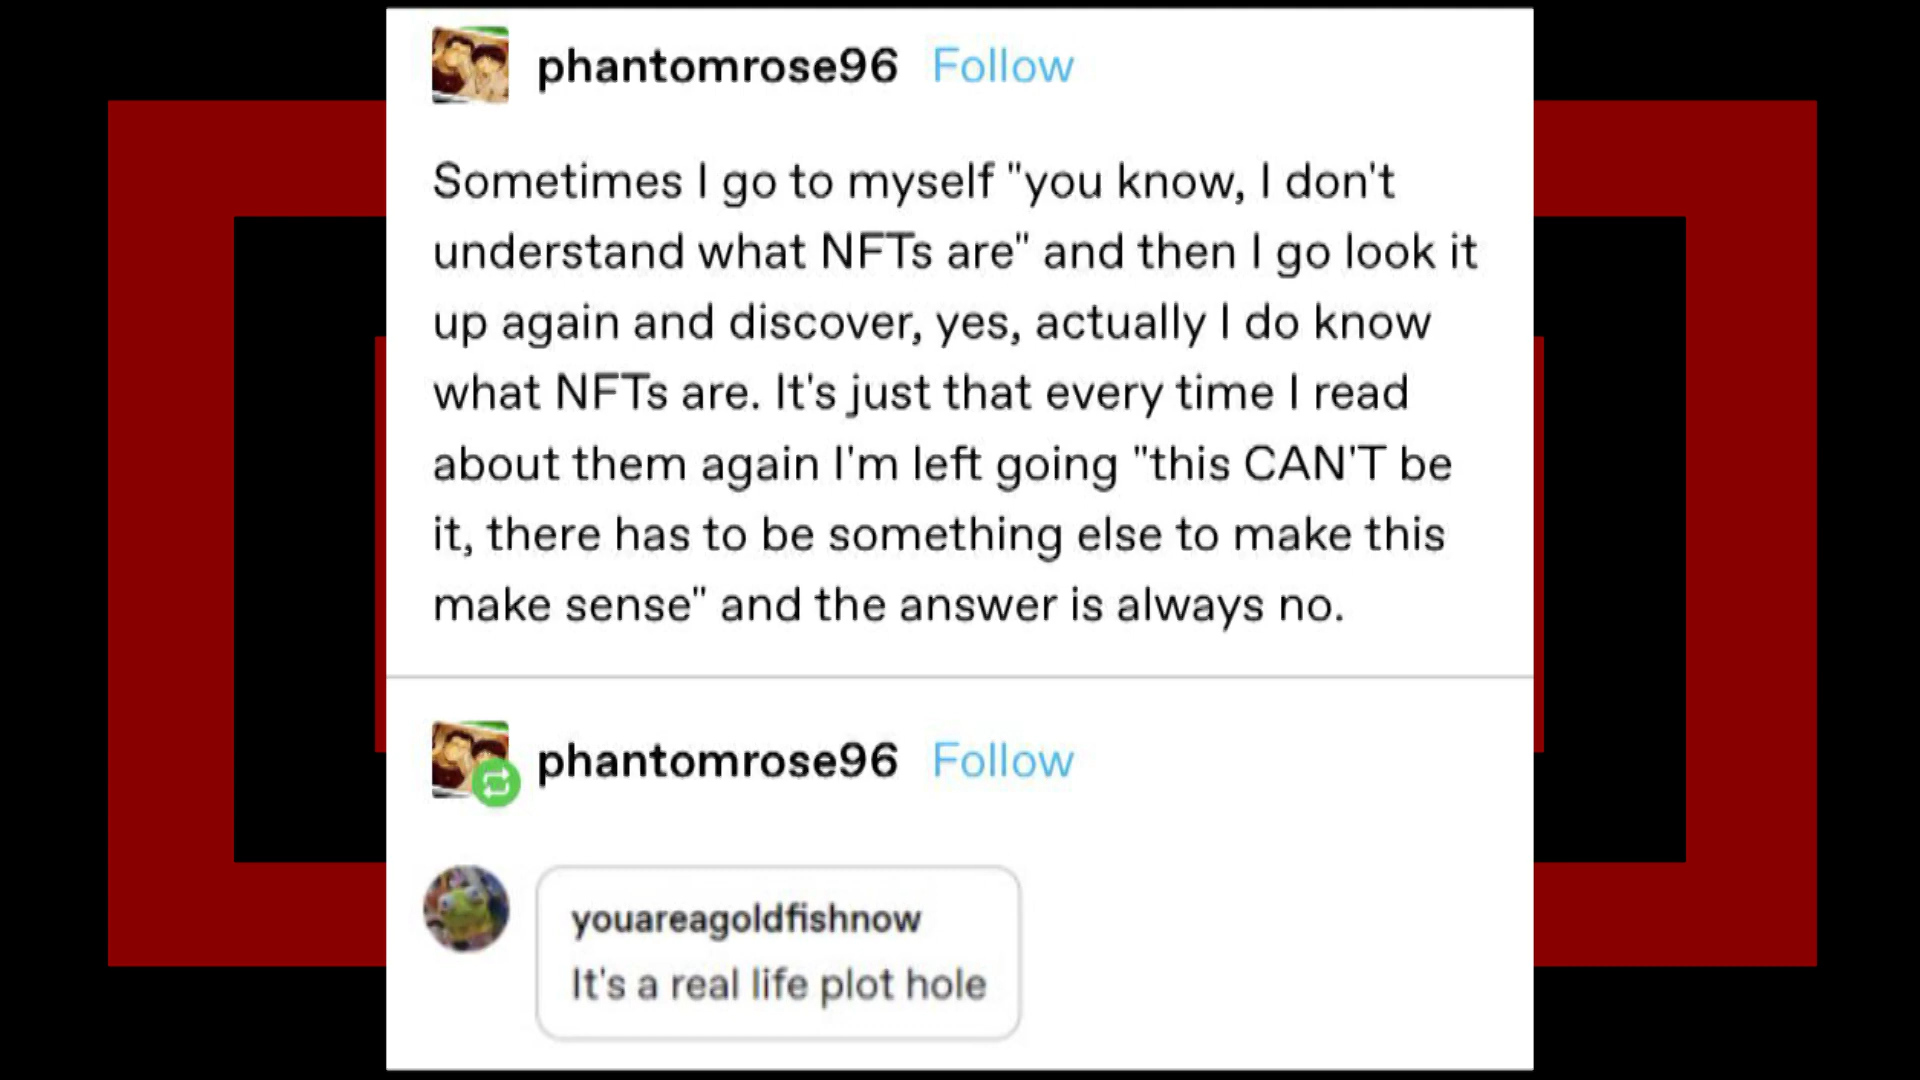 phantomrose96 Follow
Sometimes I go to myself "you know, I don't
understand what NFTs are" and then I go look it
up again and discover, yes, actually I do know
what NFTs are. It's just that every time I read
about them again I'm left going "this CAN'T be
it, there has to be something else to make this
make sense" and the answer is always no.
phantomrose96 Follow
youareagoldfishnow
It's a real life plot hole